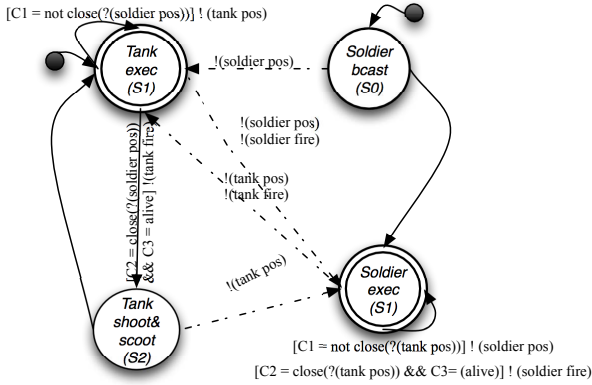 [C1 = not close(?(soldier pos))] ! (tank pos)
Tank
exec
(S1)
!(soldier pos)
Soldier
bcast
(S0)
!(soldier pos)
!(soldier fire)
[C2 = close(?(soldier pos))
&& C3 = alive] !(tank fire)
!(tank pos)
!(tank fire)
!(tank pos)
Soldier
exec
(S1)
Tank
shoot&
scoot
(S2)
[C1 = not close(?(tank pos))] ! (soldier pos)
[C2 = close(?(tank pos)) && C3= (alive)] ! (soldier fire)